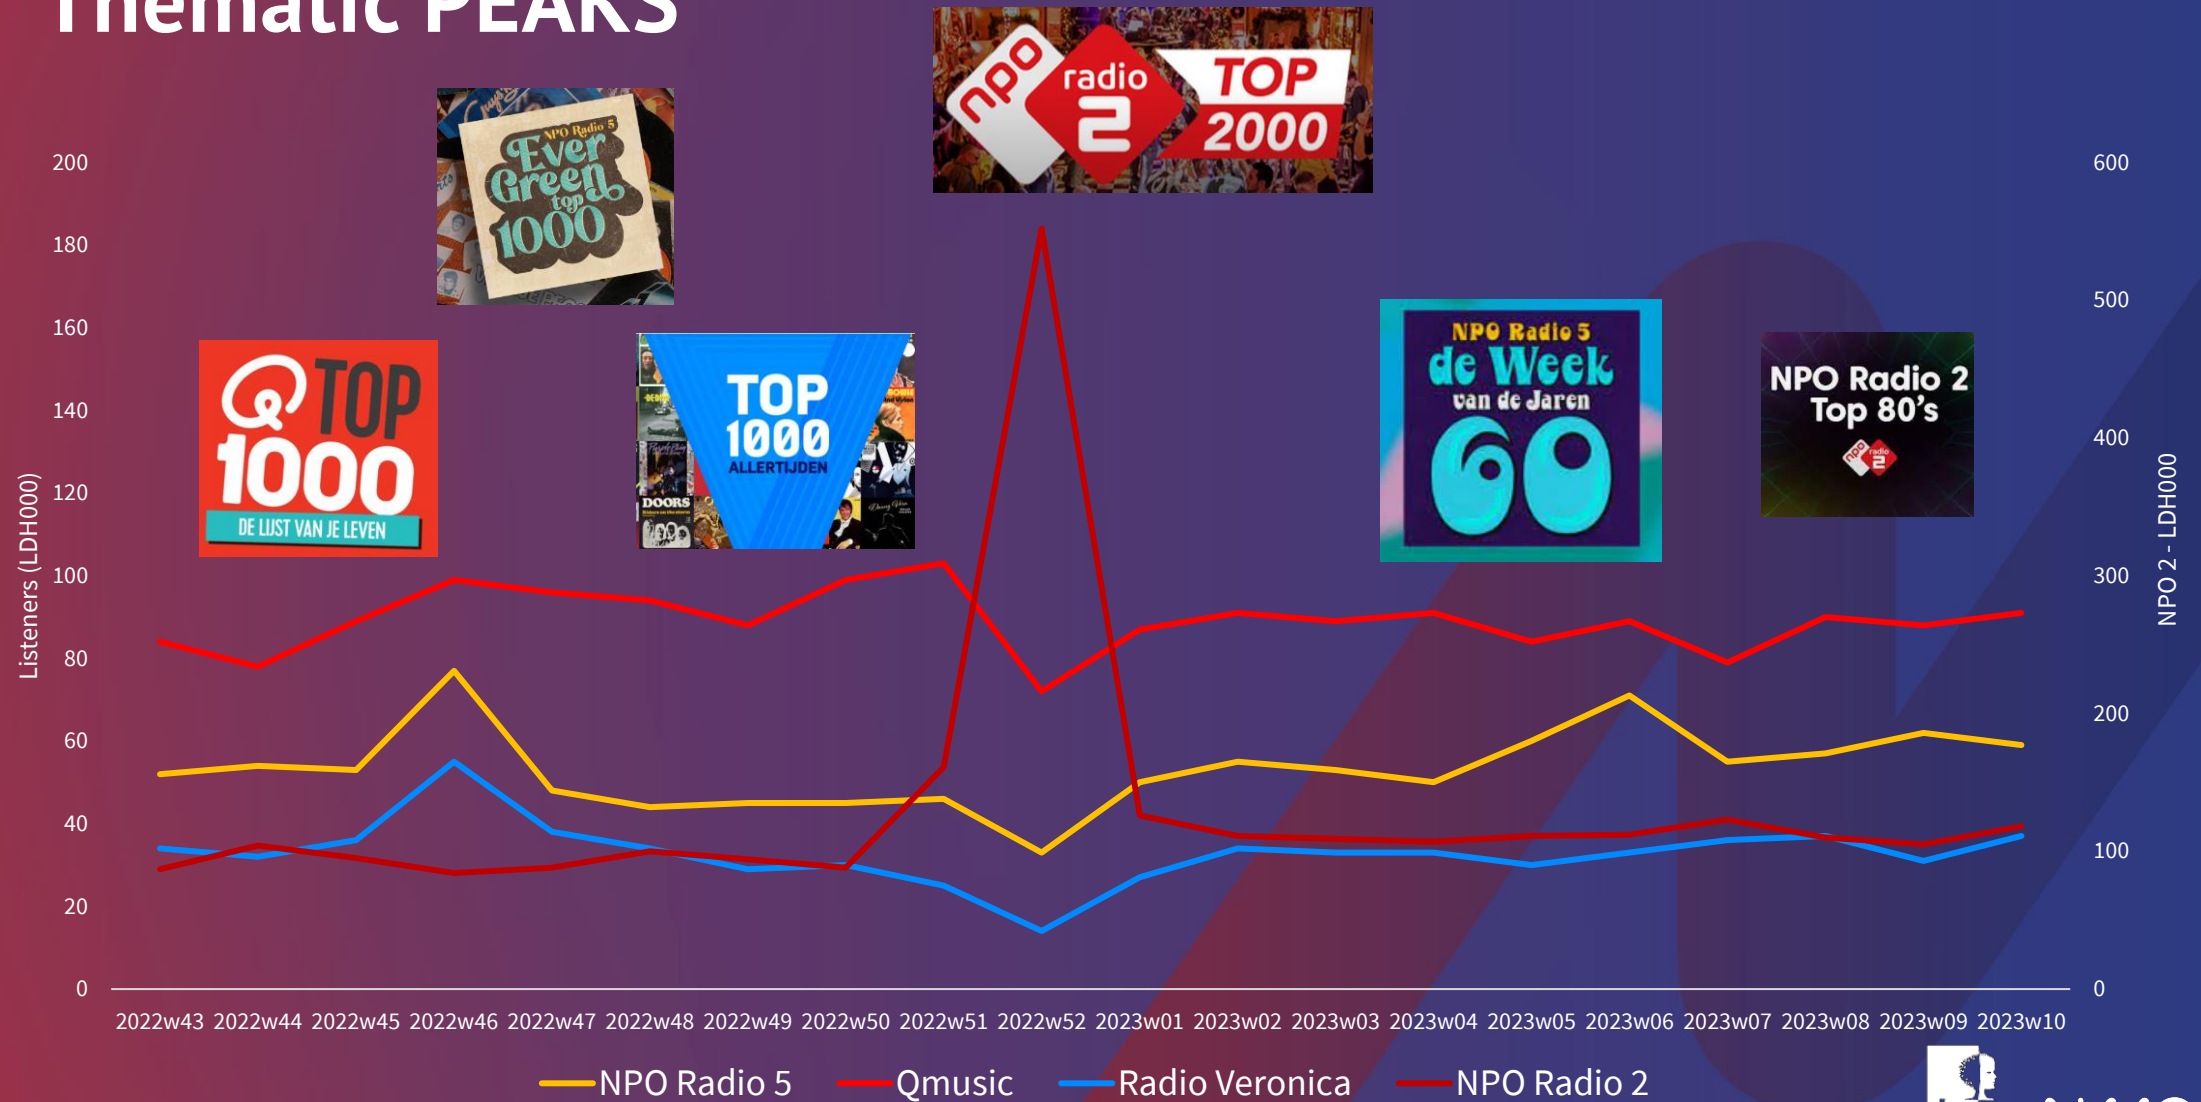 Thematic PEAKS
npo radio 2 TOP 2000
NPO Radio 5
Ever
Green
top
1000
Q TOP
1000
DE LIJST VAN JE LEVEN
TOP
1000
ALLERTIJDEN
DOORS
NPO Radio 5
de Week
van de Jaren
60
NPO Radio 2
Top 80's
npo radio 2
Listeners (LDH000)
200
180
160
140
120
100
80
60
40
20
0
600
500
400
300
200
100
0
NPO 2 - LDH000
2022w43 2022w44 2022w45 2022w46 2022w47 2022w48 2022w49 2022w50 2022w51 2022w52 2023w01 2023w02 2023w03 2023w04 2023w05 2023w06 2023w07 2023w08 2023w09 2023w10
NPO Radio 5 Qmusic Radio Veronica NPO Radio 2